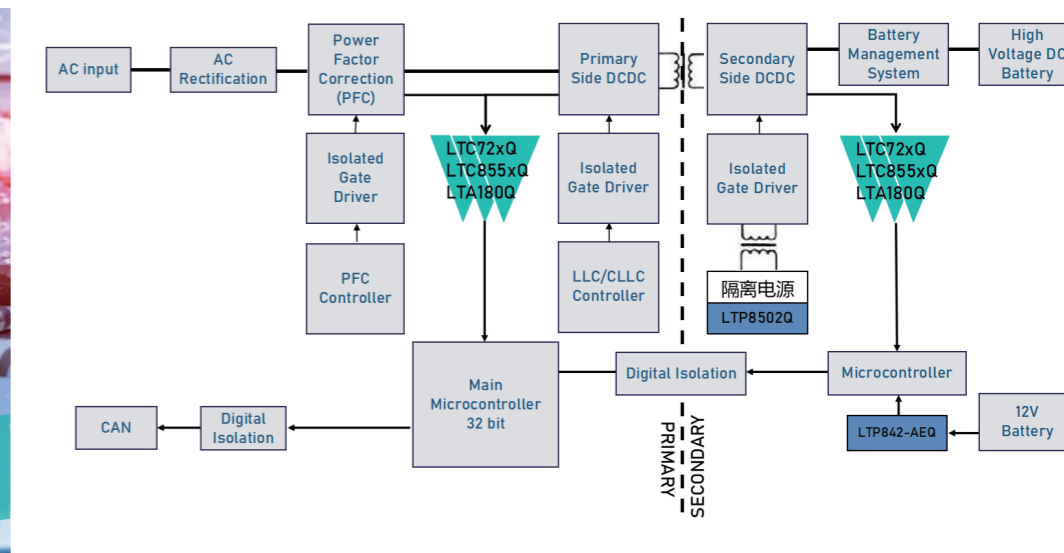 AC input
AC
Rectification
Power
Factor
Correction
(PFC)
Primary
Side DCDC
Secondary
Side DCDC
Battery
Management
System
High
Voltage DC
Battery
Isolated
Gate
Driver
LTC72xQ
LTC855xQ
LTA180Q
Isolated
Gate Driver
Isolated
Gate Driver
LTC72xQ
LTC855xQ
LTA180Q
PFC
Controller
LLC/CLLC
Controller
隔离电源
LTP8502Q
Main
Microcontroller
32 bit
Digital Isolation
Microcontroller
CAN
Digital
Isolation
LTP842-AEQ
12V
Battery
PRIMARY
SECONDARY